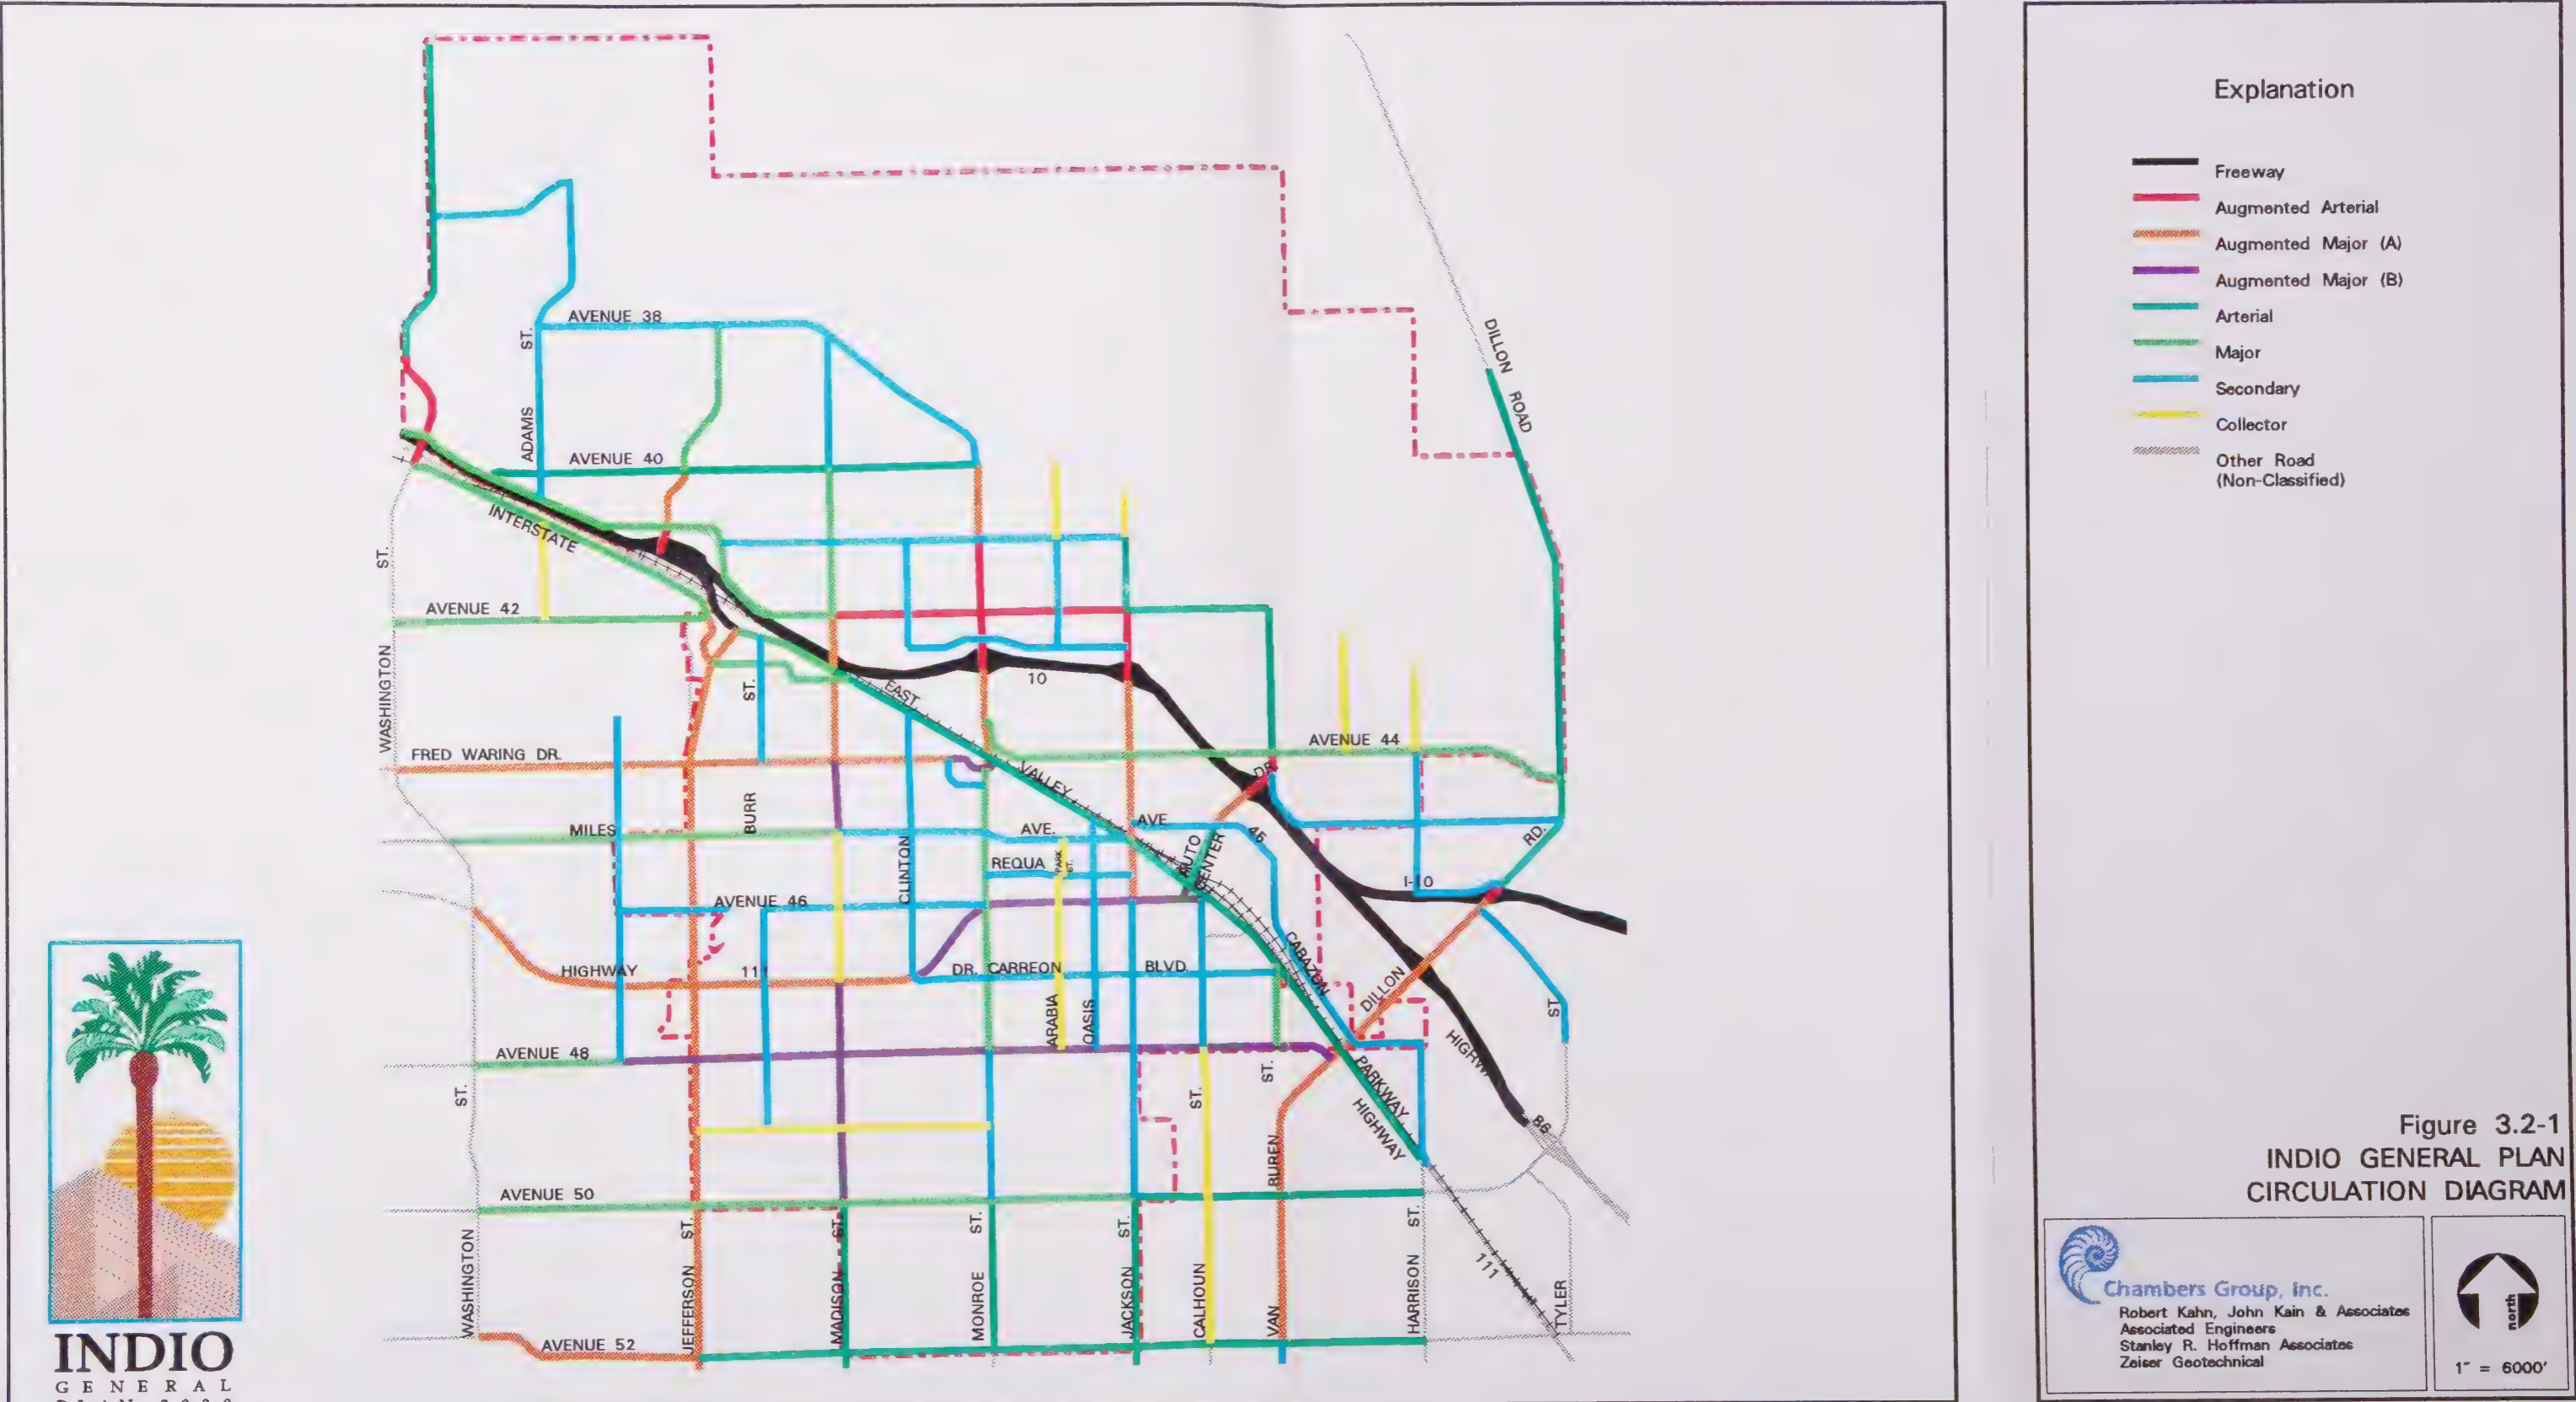 Explanation
Freeway
Augmented Arterial
Augmented Major (A)
Augmented Major (B)
Arterial
Major
Secondary
Collector
Other Road
(Non-Classified)
DILLON ROAD
AVENUE 38
ADAMS ST.
AVENUE 40
INTERSTATE
WASHINGTON ST.
AVENUE 42
10
EAST
ST.
FRED WARING DR.
AVENUE 44
DR.
VALLEY
BURR
MILES
AVE.
AVE
45
RD.
CLINTON
REQUA
PARK ST.
AUTO CENTER
AVENUE 46
I-10
HIGHWAY
111
DR. CARREON
BLVD.
CABAZON
DILLON
ARABIA
OASIS
ST.
HIGHW
AVENUE 48
ST.
ST.
ST.
PARKWAY
HIGHWAY
86
BUREN
AVENUE 50
ST.
ST.
ST.
ST.
ST.
111
WASHINGTON
JEFFERSON
MADISON
MONROE
JACKSON
CALHOUN
VAN
HARRISON
TYLER
AVENUE 52
INDIO
GENERAL
Figure 3.2-1
INDIO GENERAL PLAN
CIRCULATION DIAGRAM
Chambers Group, Inc.
Robert Kahn, John Kain & Associates
Associated Engineers
Stanley R. Hoffman Associates
Zeiser Geotechnical
north
1" = 6000'